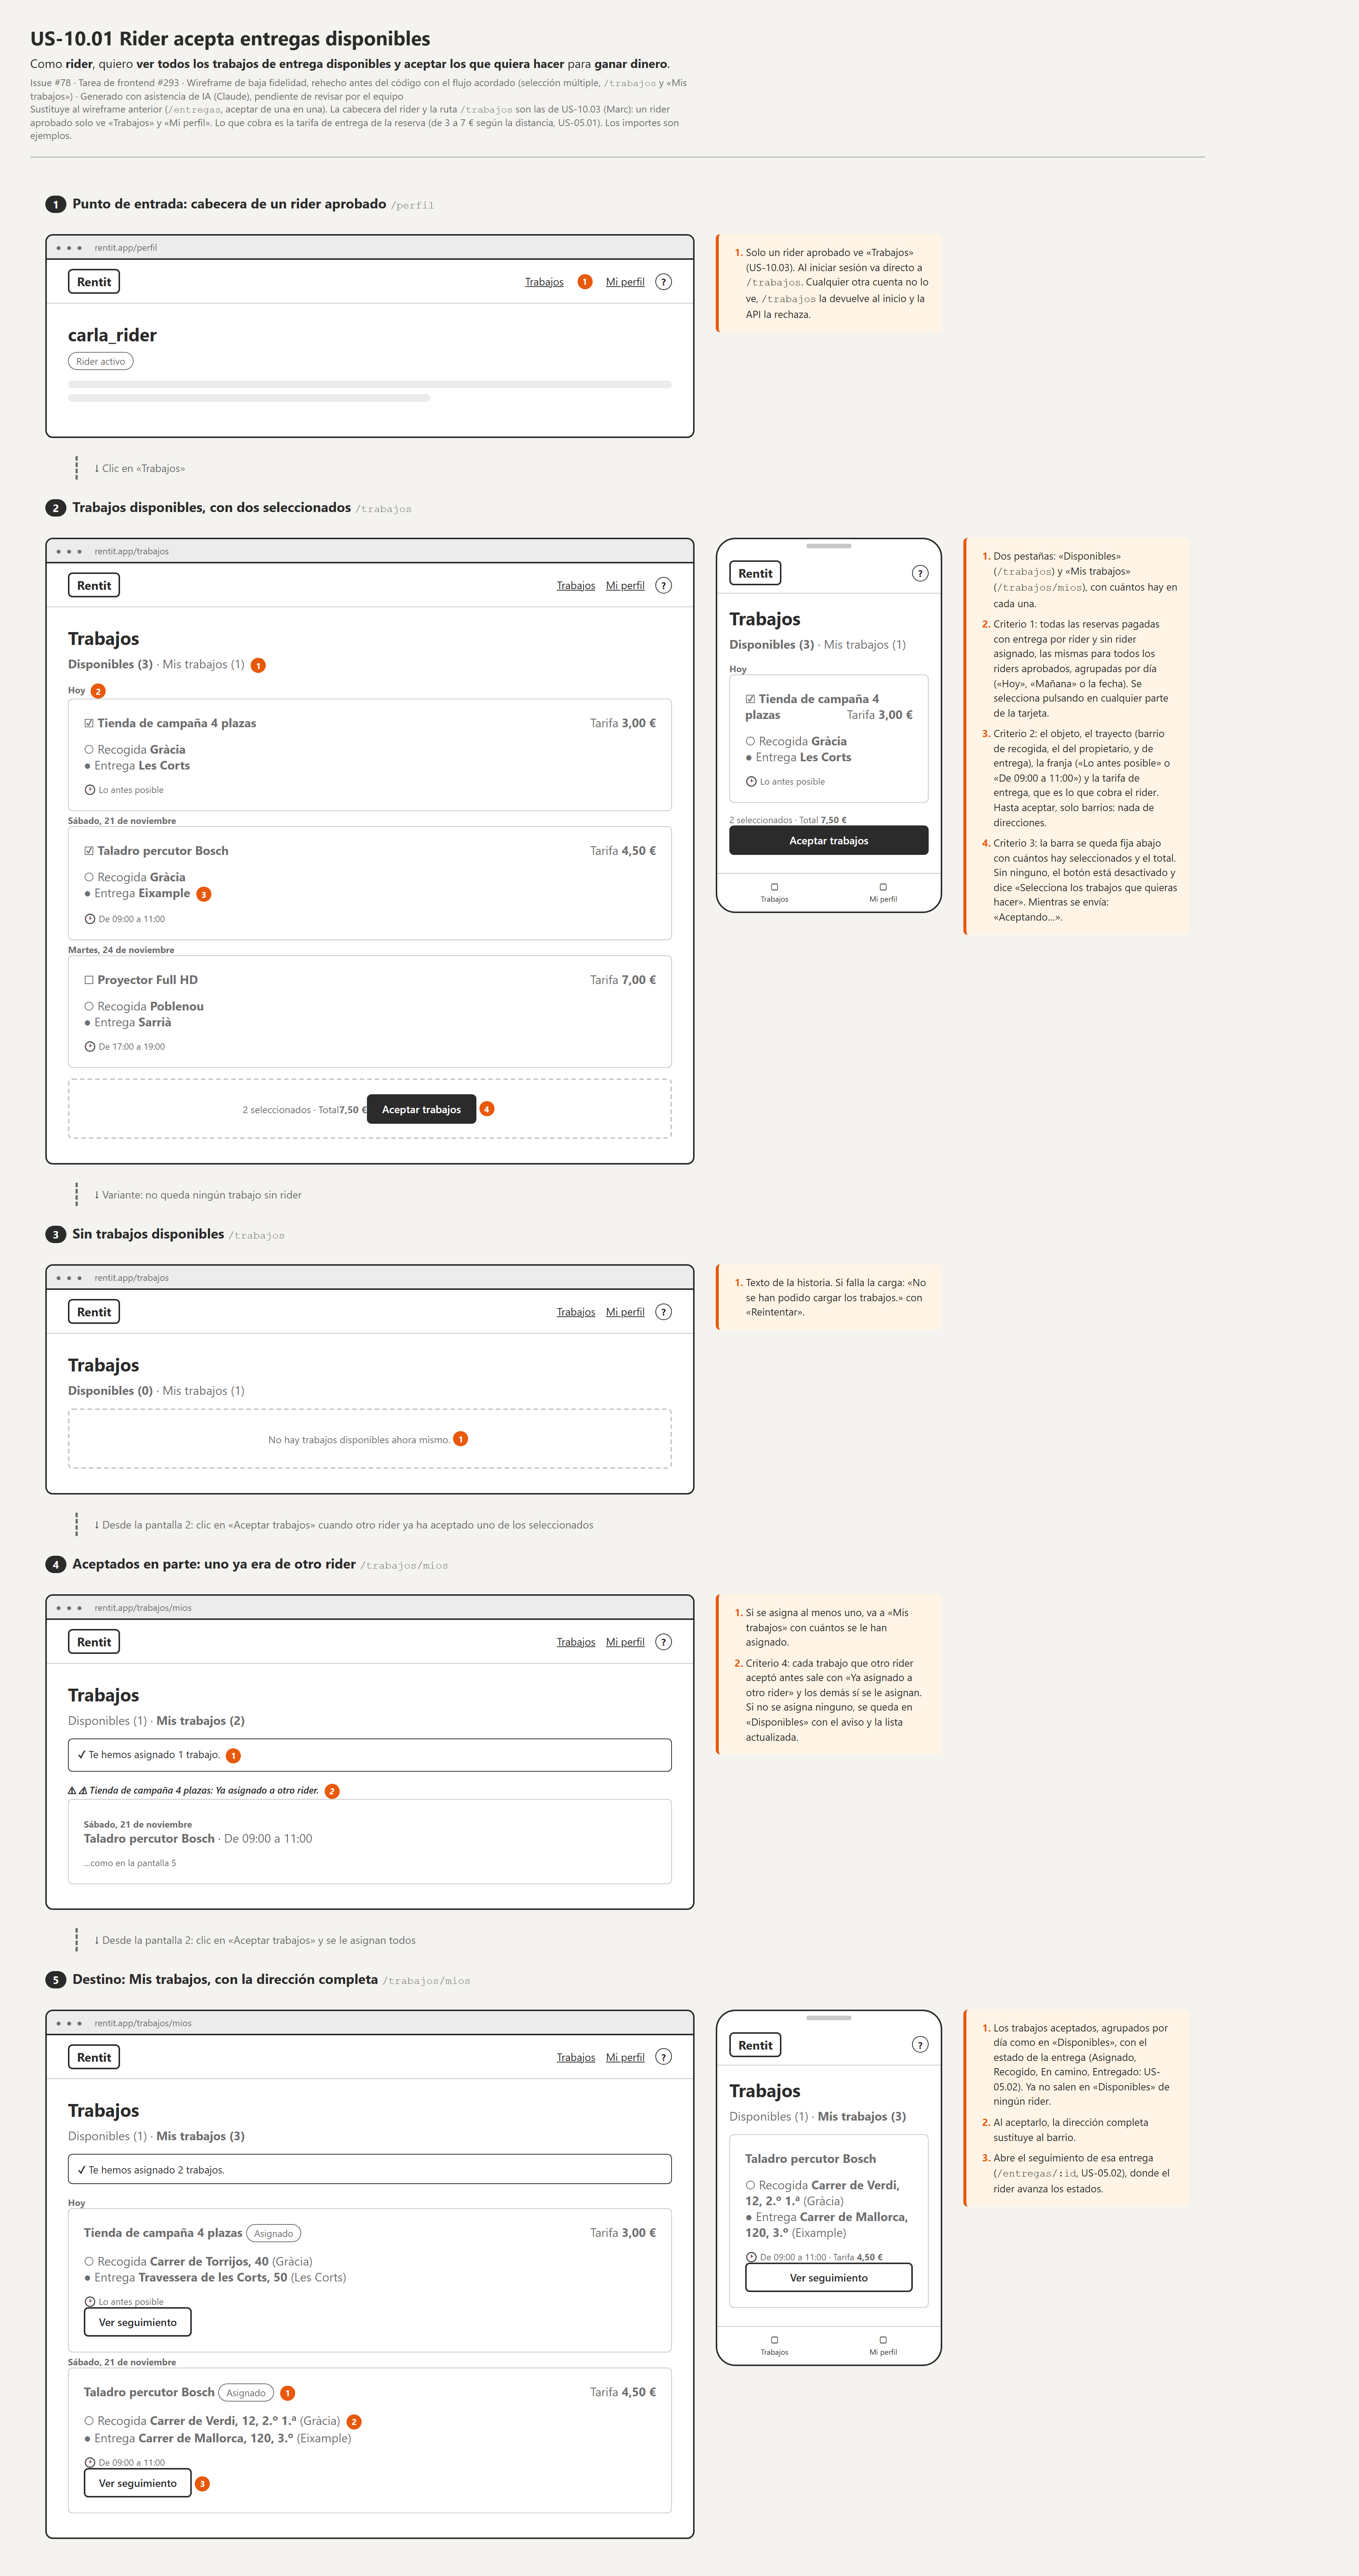 US-10.01 Rider acepta entregas disponibles
Como rider, quiero ver todos los trabajos de entrega disponibles y aceptar los que quiera hacer para ganar dinero.
Issue #78 · Tarea de frontend #293 · Wireframe de baja fidelidad, rehecho antes del código con el flujo acordado (selección múltiple, /trabajos y «Mis
trabajos») · Generado con asistencia de IA (Claude), pendiente de revisar por el equipo
Sustituye al wireframe anterior (/entregas, aceptar de una en una). La cabecera del rider y la ruta /trabajos son las de US-10.03 (Marc): un rider
aprobado solo ve «Trabajos» y «Mi perfil». Lo que cobra es la tarifa de entrega de la reserva (de 3 a 7 € según la distancia, US-05.01). Los importes son
ejemplos.
1 Punto de entrada: cabecera de un rider aprobado /perfil
rentit.app/perfil
Rentit
Trabajos 1 Mi perfil ?
carla_rider
Rider activo
1. Solo un rider aprobado ve «Trabajos»
(US-10.03). Al iniciar sesión va directo a
/trabajos. Cualquier otra cuenta no lo
ve, /trabajos la devuelve al inicio y la
API la rechaza.
↓ Clic en «Trabajos»
2 Trabajos disponibles, con dos seleccionados /trabajos
rentit.app/trabajos
Rentit
Trabajos Mi perfil ?
Trabajos
Disponibles (3) · Mis trabajos (1) 1
Hoy 2
☑ Tienda de campaña 4 plazas Tarifa 3,00 €
○ Recogida Gràcia
● Entrega Les Corts
🕑 Lo antes posible
Sábado, 21 de noviembre
☑ Taladro percutor Bosch Tarifa 4,50 €
○ Recogida Gràcia
● Entrega Eixample 3
🕑 De 09:00 a 11:00
Martes, 24 de noviembre
☐ Proyector Full HD Tarifa 7,00 €
○ Recogida Poblenou
● Entrega Sarrià
🕑 De 17:00 a 19:00
2 seleccionados · Total7,50 € Aceptar trabajos 4
Rentit ?
Trabajos
Disponibles (3) · Mis trabajos (1)
Hoy
☑ Tienda de campaña 4
plazas Tarifa 3,00 €
○ Recogida Gràcia
● Entrega Les Corts
🕑 Lo antes posible
2 seleccionados · Total 7,50 €
Aceptar trabajos
Trabajos Mi perfil
1. Dos pestañas: «Disponibles»
(/trabajos) y «Mis trabajos»
(/trabajos/mios), con cuántos hay en
cada una.
2. Criterio 1: todas las reservas pagadas
con entrega por rider y sin rider
asignado, las mismas para todos los
riders aprobados, agrupadas por día
(«Hoy», «Mañana» o la fecha). Se
selecciona pulsando en cualquier parte
de la tarjeta.
3. Criterio 2: el objeto, el trayecto (barrio
de recogida, el del propietario, y de
entrega), la franja («Lo antes posible» o
«De 09:00 a 11:00») y la tarifa de
entrega, que es lo que cobra el rider.
Hasta aceptar, solo barrios: nada de
direcciones.
4. Criterio 3: la barra se queda fija abajo
con cuántos hay seleccionados y el total.
Sin ninguno, el botón está desactivado y
dice «Selecciona los trabajos que quieras
hacer». Mientras se envía:
«Aceptando...».
↓ Variante: no queda ningún trabajo sin rider
3 Sin trabajos disponibles /trabajos
rentit.app/trabajos
Rentit
Trabajos Mi perfil ?
Trabajos
Disponibles (0) · Mis trabajos (1)
No hay trabajos disponibles ahora mismo. 1
1. Texto de la historia. Si falla la carga: «No
se han podido cargar los trabajos.» con
«Reintentar».
↓ Desde la pantalla 2: clic en «Aceptar trabajos» cuando otro rider ya ha aceptado uno de los seleccionados
4 Aceptados en parte: uno ya era de otro rider /trabajos/mios
rentit.app/trabajos/mios
Rentit
Trabajos Mi perfil ?
Trabajos
Disponibles (1) · Mis trabajos (2)
✓ Te hemos asignado 1 trabajo. 1
⚠ ⚠ Tienda de campaña 4 plazas: Ya asignado a otro rider. 2
Sábado, 21 de noviembre
Taladro percutor Bosch · De 09:00 a 11:00
...como en la pantalla 5
1. Si se asigna al menos uno, va a «Mis
trabajos» con cuántos se le han
asignado.
2. Criterio 4: cada trabajo que otro rider
aceptó antes sale con «Ya asignado a
otro rider» y los demás sí se le asignan.
Si no se asigna ninguno, se queda en
«Disponibles» con el aviso y la lista
actualizada.
↓ Desde la pantalla 2: clic en «Aceptar trabajos» y se le asignan todos
5 Destino: Mis trabajos, con la dirección completa /trabajos/mios
rentit.app/trabajos/mios
Rentit
Trabajos Mi perfil ?
Trabajos
Disponibles (1) · Mis trabajos (3)
✓ Te hemos asignado 2 trabajos.
Hoy
Tienda de campaña 4 plazas Asignado Tarifa 3,00 €
○ Recogida Carrer de Torrijos, 40 (Gràcia)
● Entrega Travessera de les Corts, 50 (Les Corts)
🕑 Lo antes posible
Ver seguimiento
Sábado, 21 de noviembre
Taladro percutor Bosch Asignado 1 Tarifa 4,50 €
○ Recogida Carrer de Verdi, 12, 2.º 1.ª (Gràcia) 2
● Entrega Carrer de Mallorca, 120, 3.º (Eixample)
🕑 De 09:00 a 11:00
Ver seguimiento 3
Rentit ?
Trabajos
Disponibles (1) · Mis trabajos (3)
Taladro percutor Bosch
○ Recogida Carrer de Verdi,
12, 2.º 1.ª (Gràcia)
● Entrega Carrer de Mallorca,
120, 3.º (Eixample)
🕑 De 09:00 a 11:00 · Tarifa 4,50 €
Ver seguimiento
Trabajos Mi perfil
1. Los trabajos aceptados, agrupados por
día como en «Disponibles», con el
estado de la entrega (Asignado,
Recogido, En camino, Entregado: US-
05.02). Ya no salen en «Disponibles» de
ningún rider.
2. Al aceptarlo, la dirección completa
sustituye al barrio.
3. Abre el seguimiento de esa entrega
(/entregas/:id, US-05.02), donde el
rider avanza los estados.